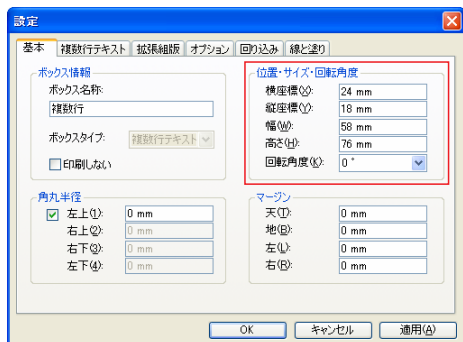 設定
基本 複数行テキスト 拡張組版 オプション 回り込み 線と塗り
ボックス情報
ボックス名称:
複数行
ボックスタイプ: 複数行テキスト
印刷しない
位置・サイズ・回転角度
横座標(X): 24 mm
縦座標(Y): 18 mm
幅(W): 58 mm
高さ(H): 76 mm
回転角度(K): 0 °
角丸半径
左上(1): 0 mm
右上(2): 0 mm
右下(3): 0 mm
左下(4): 0 mm
マージン
天(T): 0 mm
地(B): 0 mm
左(L): 0 mm
右(R): 0 mm
OK キャンセル 適用(A)